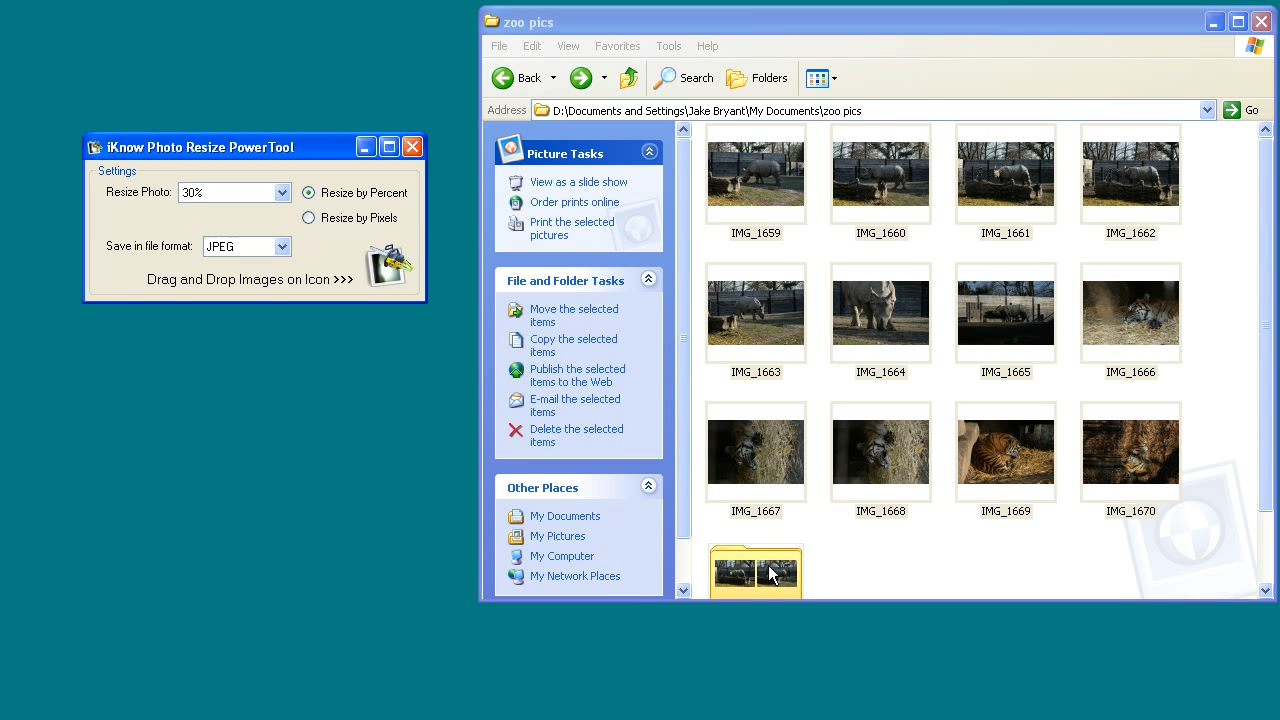 iKnow Photo Resize PowerTool
Settings
Resize Photo: 30% Resize by Percent
Resize by Pixels
Save in file format: JPEG
Drag and Drop Images on Icon >>>
zoo pics
File Edit View Favorites Tools Help
Back Search Folders
Address D:\Documents and Settings\Jake Bryant\My Documents\zoo pics Go
Picture Tasks
View as a slide show
Order prints online
Print the selected
pictures
File and Folder Tasks
Move the selected
items
Copy the selected
items
Publish the selected
items to the Web
E-mail the selected
items
Delete the selected
items
Other Places
My Documents
My Pictures
My Computer
My Network Places
IMG_1659 IMG_1660 IMG_1661 IMG_1662
IMG_1663 IMG_1664 IMG_1665 IMG_1666
IMG_1667 IMG_1668 IMG_1669 IMG_1670